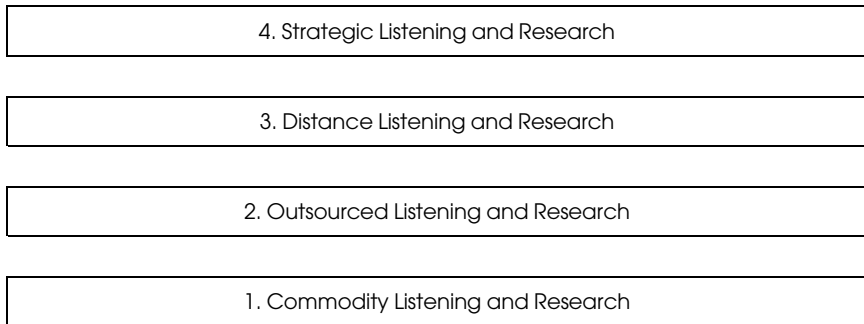 4. Strategic Listening and Research
3. Distance Listening and Research
2. Outsourced Listening and Research
1. Commodity Listening and Research